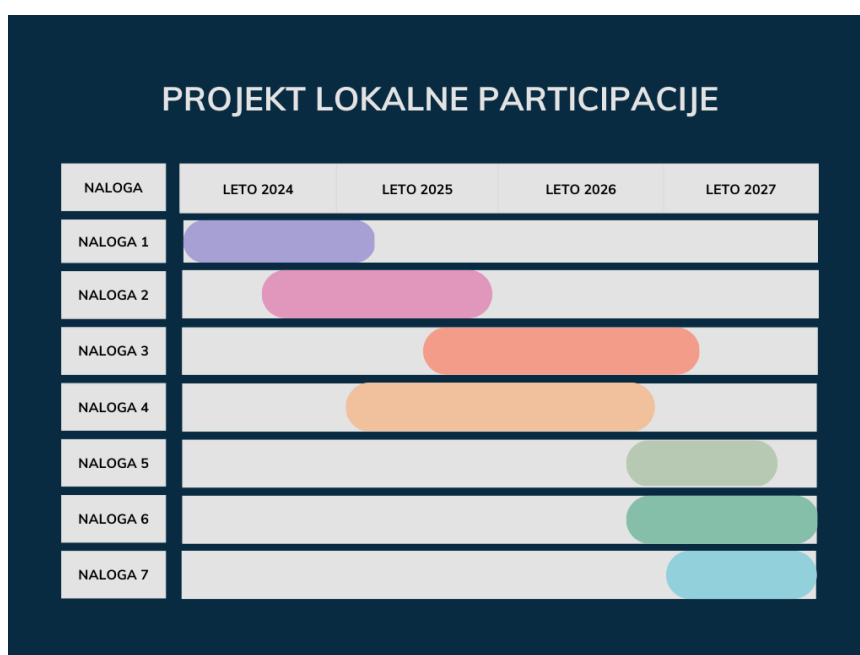 PROJEKT LOKALNE PARTICIPACIJE
NALOGA
LETO 2024
LETO 2025
LETO 2026
LETO 2027
NALOGA 1
NALOGA 2
NALOGA 3
NALOGA 4
NALOGA 5
NALOGA 6
NALOGA 7